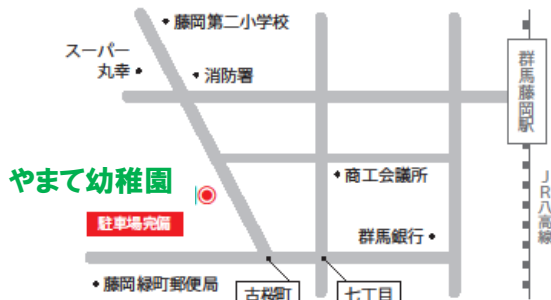 藤岡第二小学校
スーパー
丸幸
消防署
群馬藤岡駅
やまて幼稚園
商工会議所
JR八高線
駐車場完備
群馬銀行
藤岡緑町郵便局
古桜町
七丁目